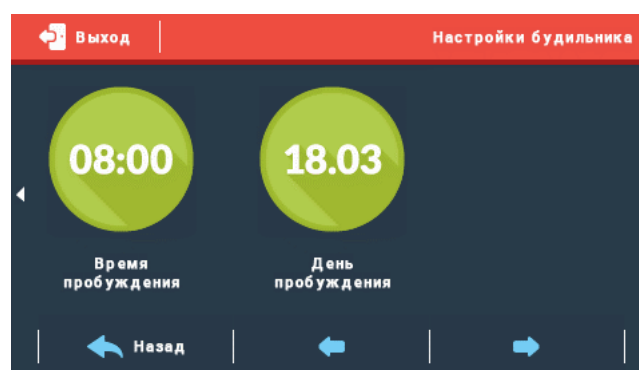 Выход
Настройки будильника
08:00
18.03
Время
пробуждения
День
пробуждения
Назад